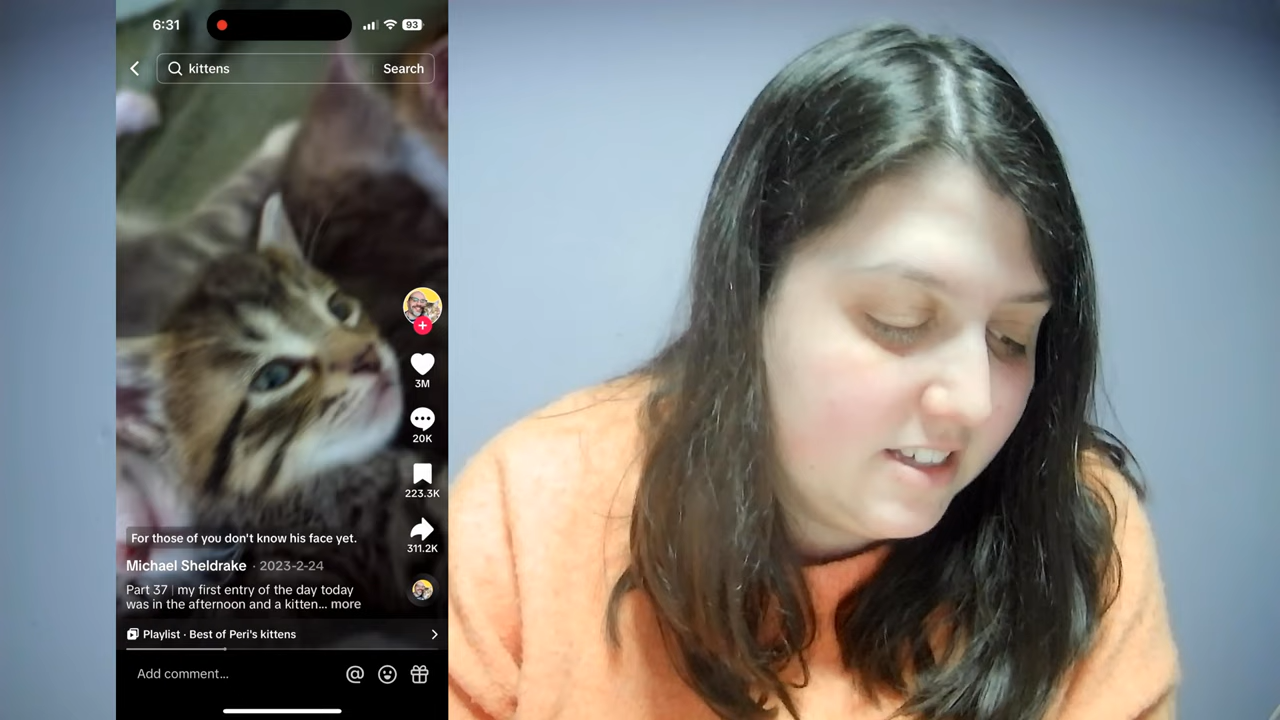 6:31
93
kittens
Search
3M
20K
223.3K
311.2K
For those of you don't know his face yet.
Michael Sheldrake · 2023-2-24
Part 37 | my first entry of the day today
was in the afternoon and a kitten... more
Playlist · Best of Peri's kittens
Add comment...